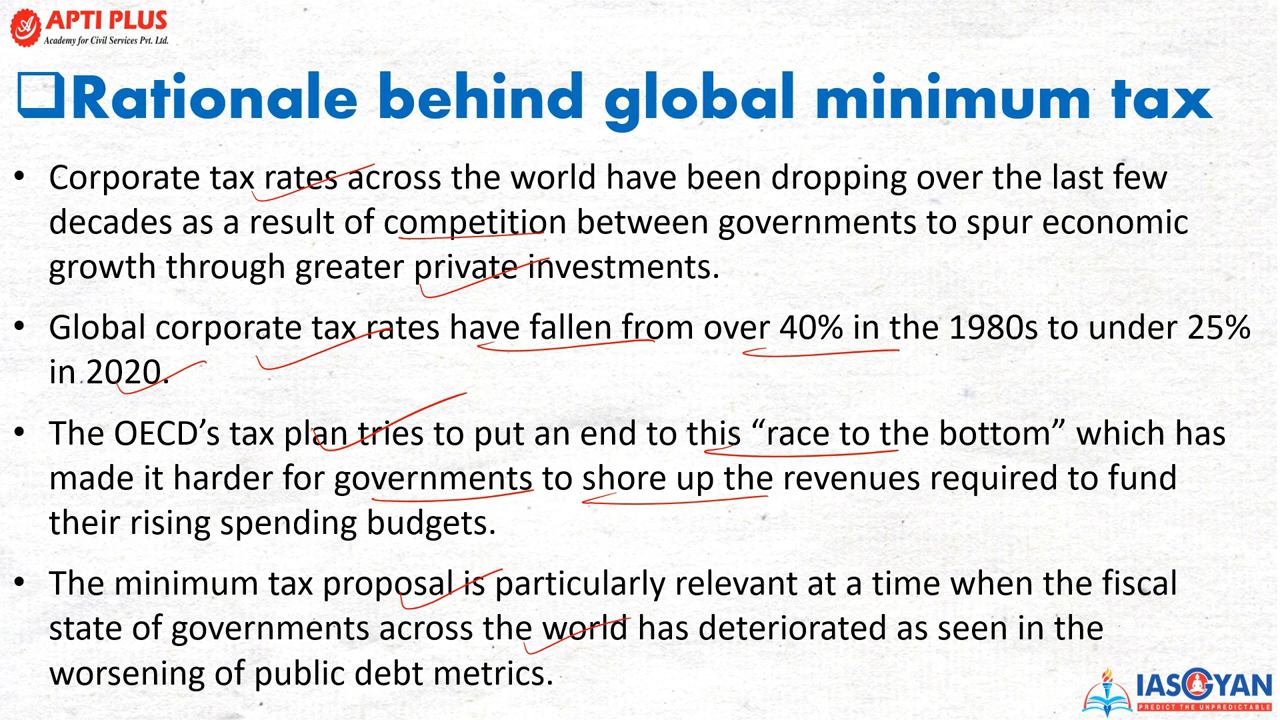 APTI PLUS
Academy for Civil Services Pvt. Ltd.
Rationale behind global minimum tax
• Corporate tax rates across the world have been dropping over the last few
decades as a result of competition between governments to spur economic
growth through greater private investments.
• Global corporate tax rates have fallen from over 40% in the 1980s to under 25%
in 2020.
• The OECD’s tax plan tries to put an end to this “race to the bottom” which has
made it harder for governments to shore up the revenues required to fund
their rising spending budgets.
• The minimum tax proposal is particularly relevant at a time when the fiscal
state of governments across the world has deteriorated as seen in the
worsening of public debt metrics.
IASGYAN
PREDICT THE UNPREDICTABLE